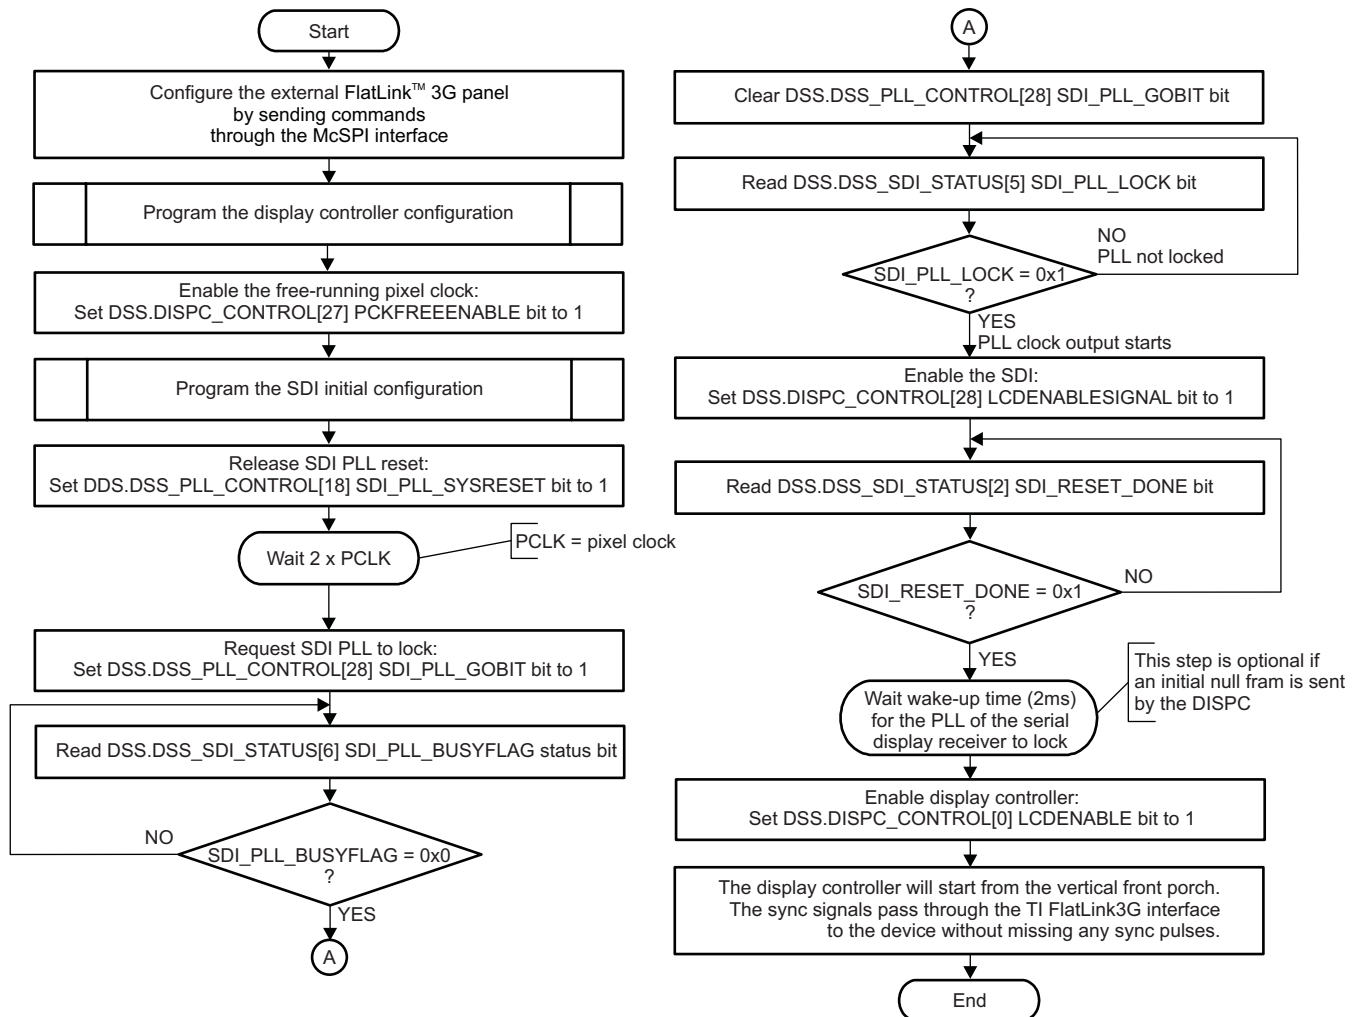 Start
Configure the external FlatLink™ 3G panel
by sending commands
through the McSPI interface
Program the display controller configuration
Enable the free-running pixel clock:
Set DSS.DISPC_CONTROL[27] PCKFREEENABLE bit to 1
Program the SDI initial configuration
Release SDI PLL reset:
Set DDS.DSS_PLL_CONTROL[18] SDI_PLL_SYSRESET bit to 1
Wait 2 x PCLK
PCLK = pixel clock
Request SDI PLL to lock:
Set DSS.DSS_PLL_CONTROL[28] SDI_PLL_GOBIT bit to 1
Read DSS.DSS_SDI_STATUS[6] SDI_PLL_BUSYFLAG status bit
NO
SDI_PLL_BUSYFLAG = 0x0
?
YES
A
A
Clear DSS.DSS_PLL_CONTROL[28] SDI_PLL_GOBIT bit
Read DSS.DSS_SDI_STATUS[5] SDI_PLL_LOCK bit
NO
PLL not locked
SDI_PLL_LOCK = 0x1
?
YES
PLL clock output starts
Enable the SDI:
Set DSS.DISPC_CONTROL[28] LCDENABLESIGNAL bit to 1
Read DSS.DSS_SDI_STATUS[2] SDI_RESET_DONE bit
NO
SDI_RESET_DONE = 0x1
?
YES
This step is optional if
an initial null fram is sent
by the DISPC
Wait wake-up time (2ms)
for the PLL of the serial
display receiver to lock
Enable display controller:
Set DSS.DISPC_CONTROL[0] LCDENABLE bit to 1
The display controller will start from the vertical front porch.
The sync signals pass through the TI FlatLink3G interface
to the device without missing any sync pulses.
End